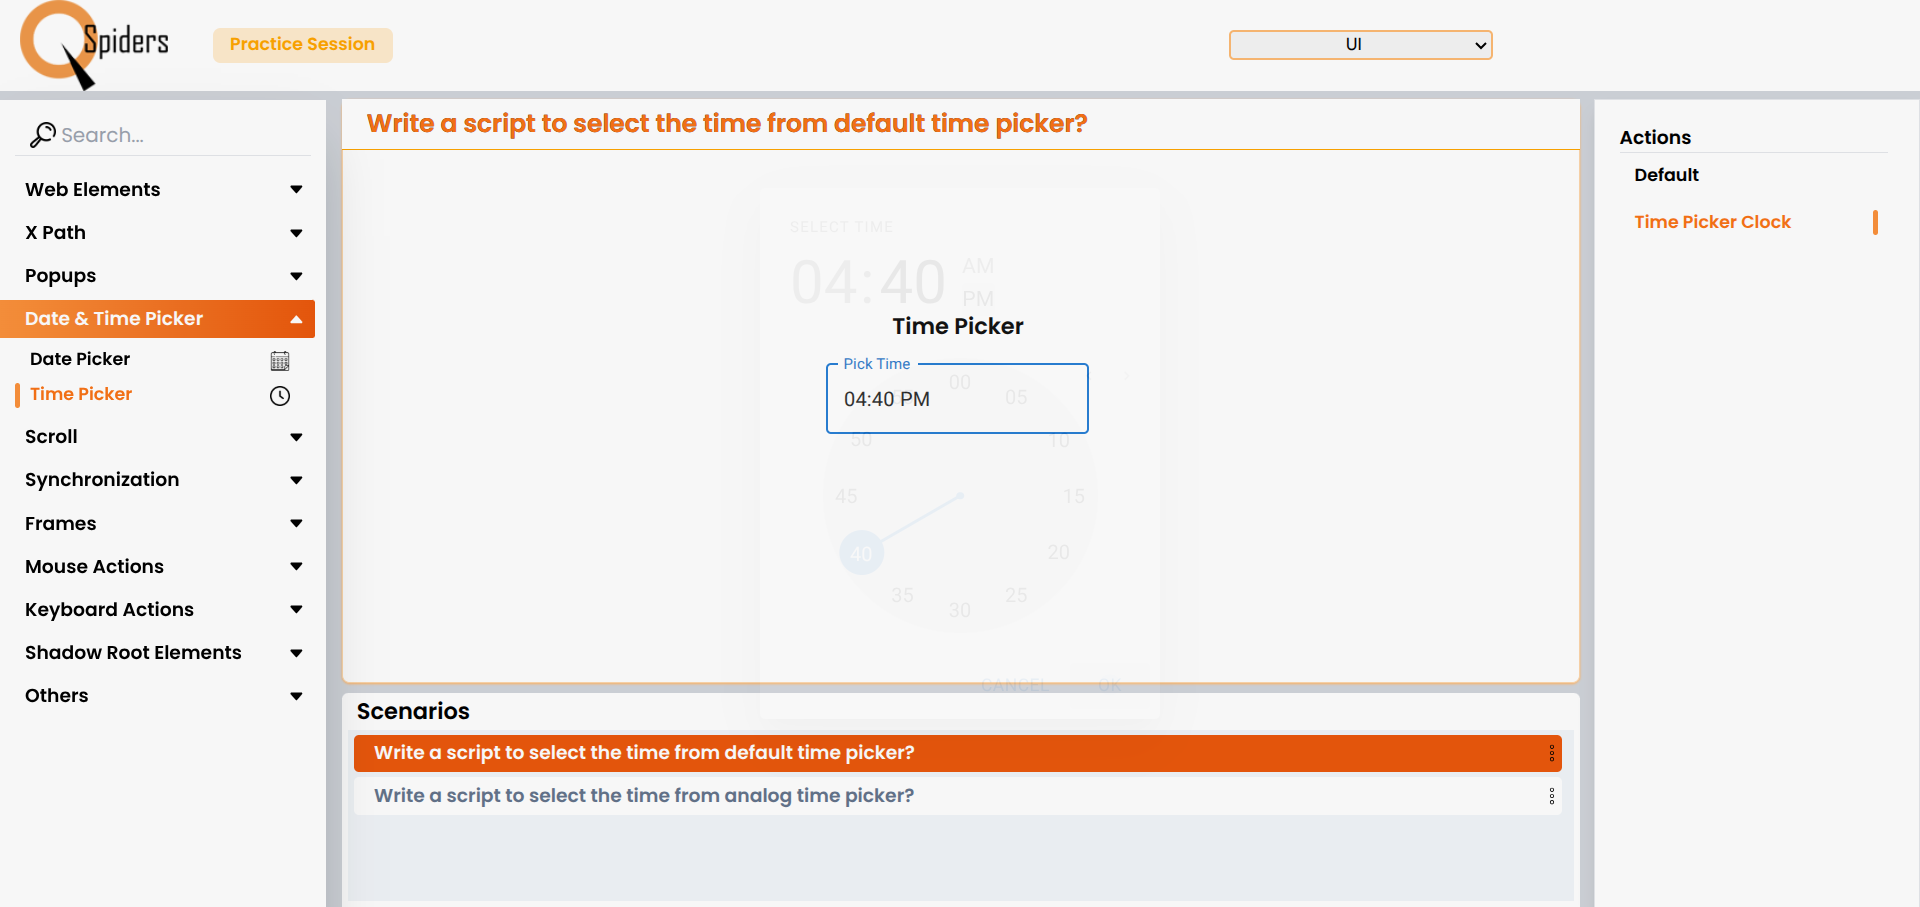 Spiders
Practice Session
UI
Search...
Web Elements
X Path
Popups
Date & Time Picker
Date Picker
Time Picker
Scroll
Synchronization
Frames
Mouse Actions
Keyboard Actions
Shadow Root Elements
Others
Write a script to select the time from default time picker?
SELECT TIME
04:40
AM
PM
Time Picker
Pick Time
04:40 PM
00
05
10
15
20
25
30
35
40
45
50
CANCEL OK
Scenarios
Write a script to select the time from default time picker?
Write a script to select the time from analog time picker?
Actions
Default
Time Picker Clock